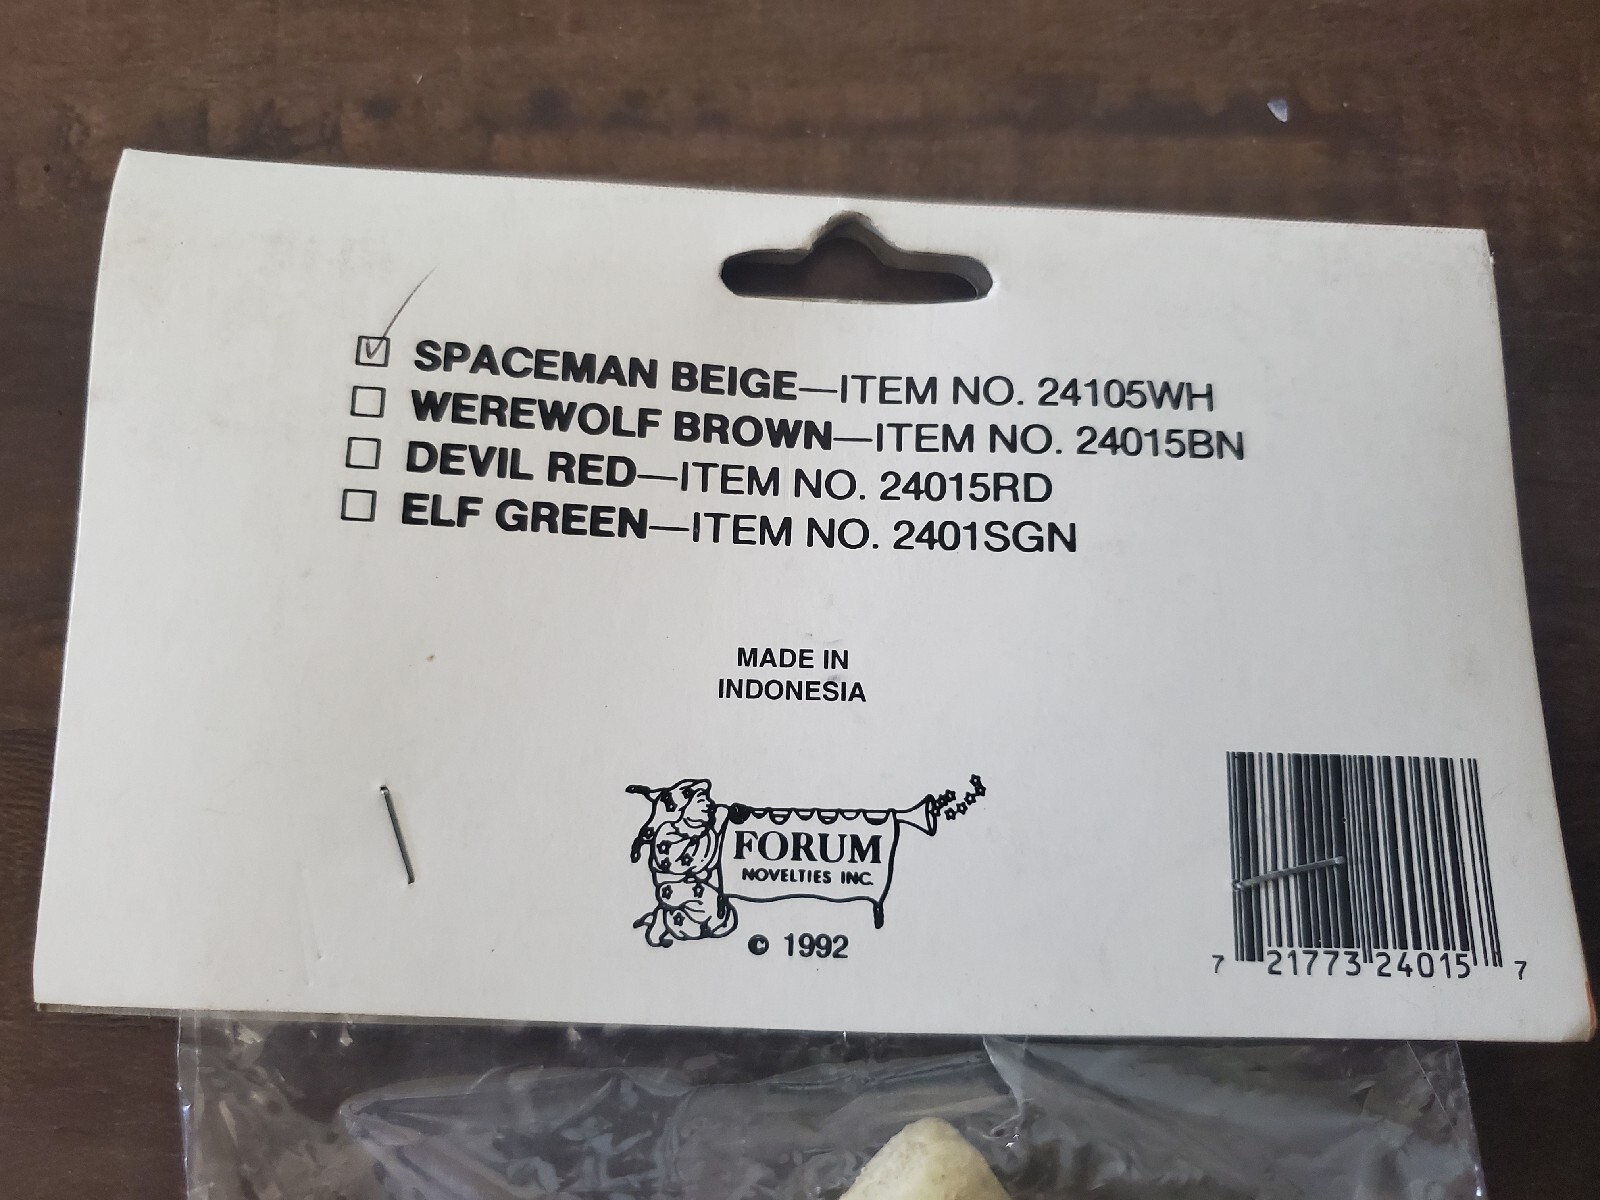 SPACEMAN BEIGE—ITEM NO. 24105WH
WEREWOLF BROWN—ITEM NO. 24015BN
DEVIL RED—ITEM NO. 24015RD
ELF GREEN—ITEM NO. 2401SGN
MADE IN
INDONESIA
FORUM
NOVELTIES INC.
© 1992
7 21773 24015 7